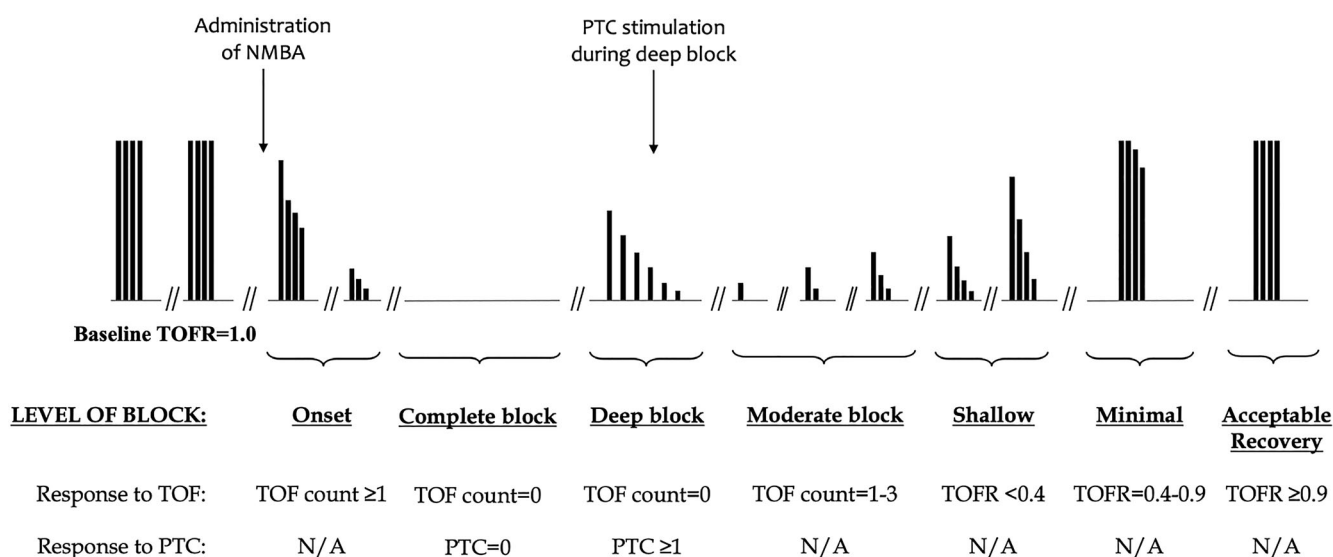 Administration
of NMBA
PTC stimulation
during deep block
Baseline TOFR=1.0
LEVEL OF BLOCK: Onset Complete block Deep block Moderate block Shallow Minimal Acceptable
Recovery
Response to TOF: TOF count ≥1 TOF count=0 TOF count=0 TOF count=1-3 TOFR <0.4 TOFR=0.4-0.9 TOFR ≥0.9
Response to PTC: N/A PTC=0 PTC ≥1 N/A N/A N/A N/A